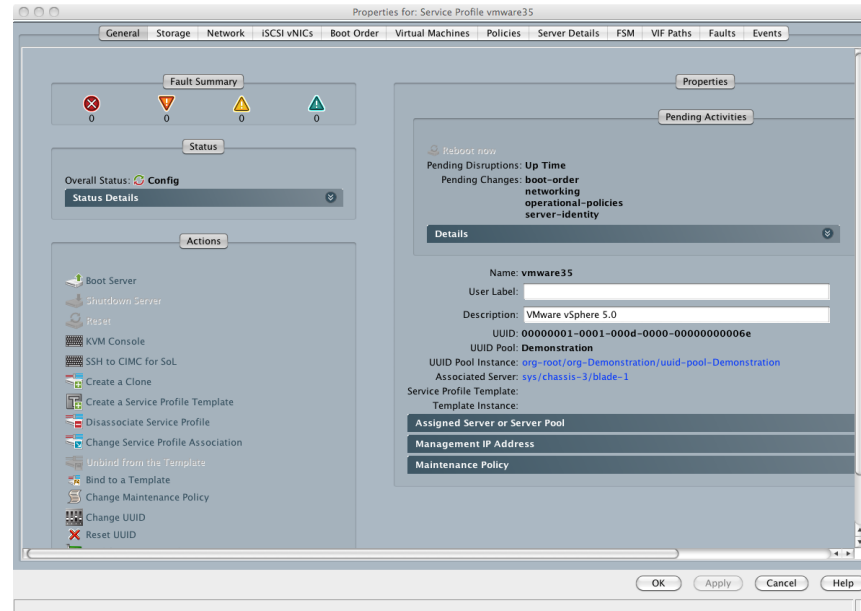 Properties for: Service Profile vmware35
General Storage Network iSCSI vNICs Boot Order Virtual Machines Policies Server Details FSM VIF Paths Faults Events
Fault Summary
0 0 0 0
Status
Overall Status: Config
Status Details
Actions
Boot Server
Shutdown Server
Reset
KVM Console
SSH to CIMC for SoL
Create a Clone
Create a Service Profile Template
Disassociate Service Profile
Change Service Profile Association
Unbind from the Template
Bind to a Template
Change Maintenance Policy
Change UUID
Reset UUID
Properties
Pending Activities
Reboot now
Pending Disruptions: Up Time
Pending Changes: boot-order
networking
operational-policies
server-identity
Details
Name: vmware35
User Label:
Description: VMware vSphere 5.0
UUID: 00000001-0001-000d-0000-00000000006e
UUID Pool: Demonstration
UUID Pool Instance: org-root/org-Demonstration/uuid-pool-Demonstration
Associated Server: sys/chassis-3/blade-1
Service Profile Template:
Template Instance:
Assigned Server or Server Pool
Management IP Address
Maintenance Policy
OK Apply Cancel Help